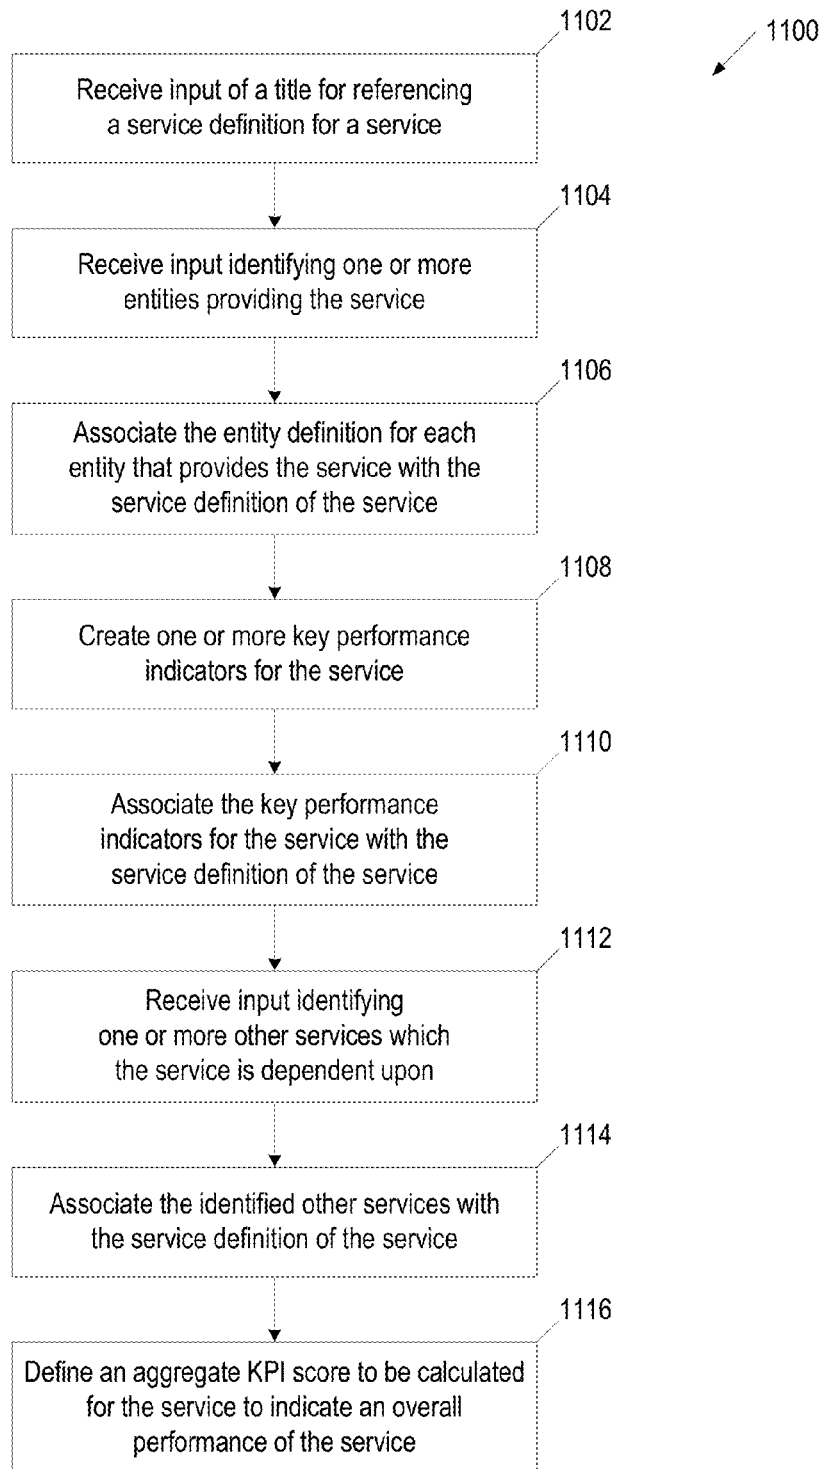 1102
1100
Receive input of a title for referencing
a service definition for a service
1104
Receive input identifying one or more
entities providing the service
1106
Associate the entity definition for each
entity that provides the service with the
service definition of the service
1108
Create one or more key performance
indicators for the service
1110
Associate the key performance
indicators for the service with the
service definition of the service
1112
Receive input identifying
one or more other services which
the service is dependent upon
1114
Associate the identified other services with
the service definition of the service
1116
Define an aggregate KPI score to be calculated
for the service to indicate an overall
performance of the service